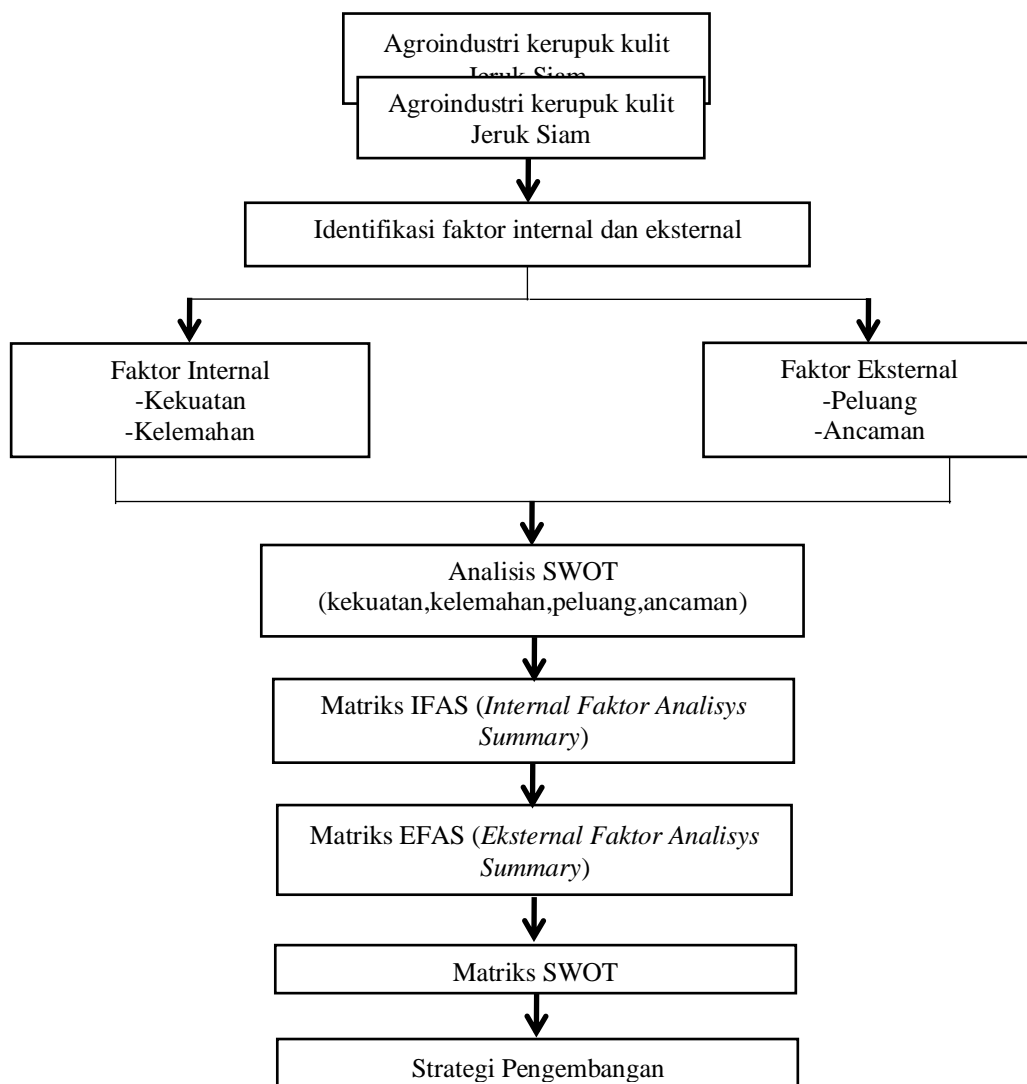 Agroindustri kerupuk kulit
Jeruk Siam
Agroindustri kerupuk kulit
Jeruk Siam
Identifikasi faktor internal dan eksternal
Faktor Internal
-Kekuatan
-Kelemahan
Faktor Eksternal
-Peluang
-Ancaman
Analisis SWOT
(kekuatan,kelemahan,peluang,ancaman)
Matriks IFAS (Internal Faktor Analisys
Summary)
Matriks EFAS (Eksternal Faktor Analisys
Summary)
Matriks SWOT
Strategi Pengembangan